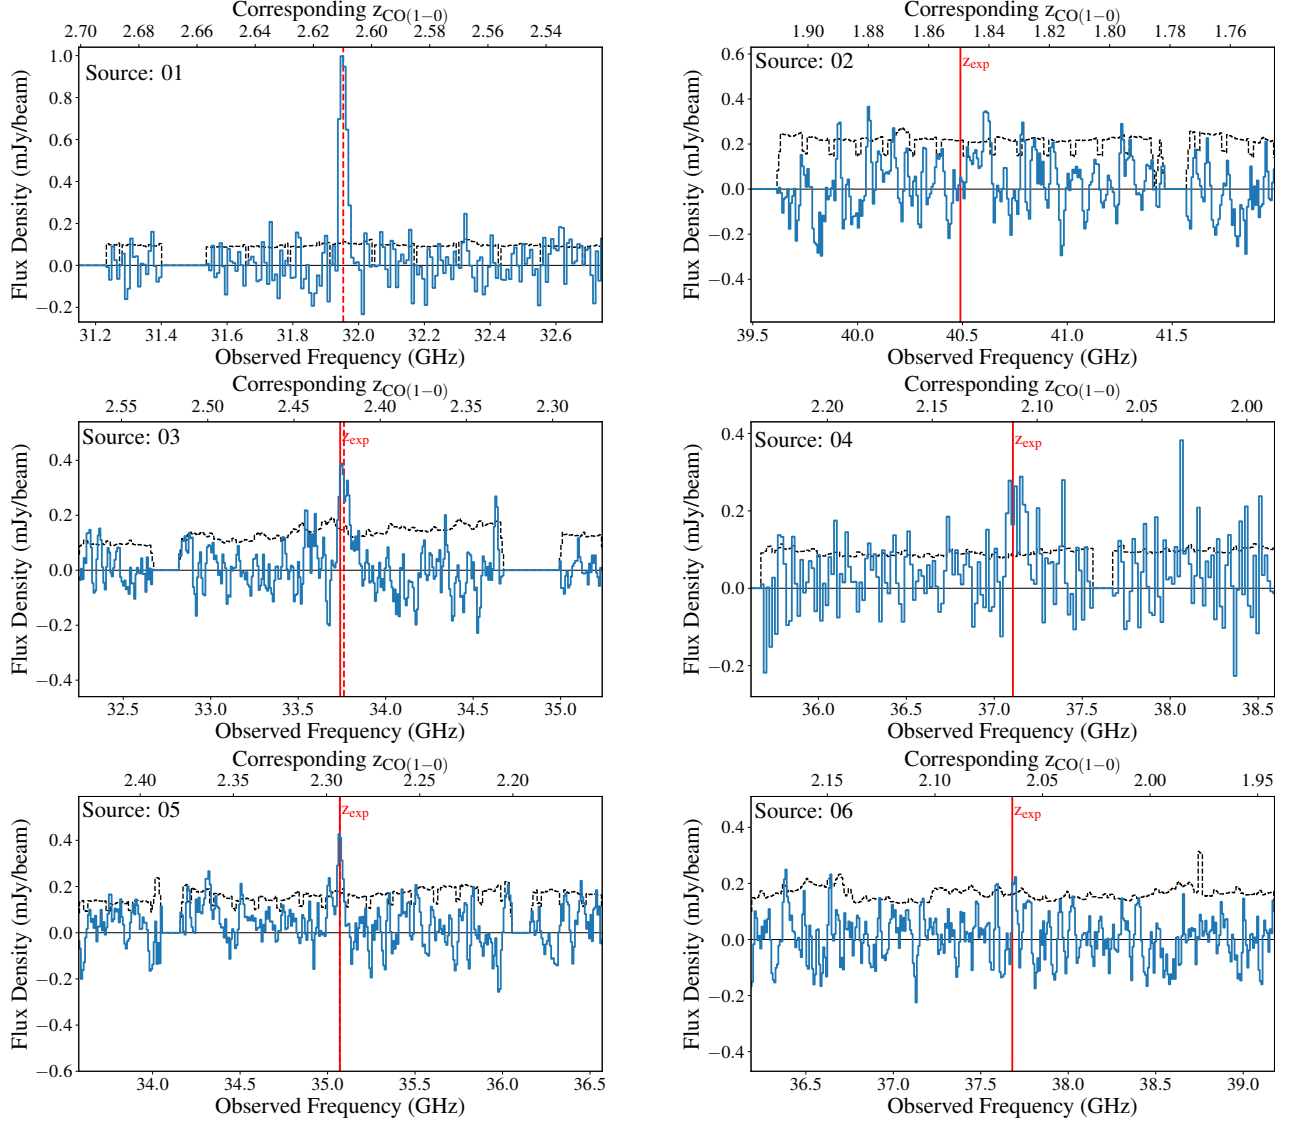 Corresponding z_CO(1−0)
2.70 2.68 2.66 2.64 2.62 2.60 2.58 2.56 2.54
Source: 01
Flux Density (mJy/beam)
1.0
0.8
0.6
0.4
0.2
0.0
−0.2
31.2 31.4 31.6 31.8 32.0 32.2 32.4 32.6
Observed Frequency (GHz)
Corresponding z_CO(1−0)
1.90 1.88 1.86 1.84 1.82 1.80 1.78 1.76
Source: 02
z_exp
Flux Density (mJy/beam)
0.6
0.4
0.2
0.0
−0.2
−0.4
39.5 40.0 40.5 41.0 41.5
Observed Frequency (GHz)
Corresponding z_CO(1−0)
2.55 2.50 2.45 2.40 2.35 2.30
Source: 03
z_exp
Flux Density (mJy/beam)
0.4
0.2
0.0
−0.2
−0.4
32.5 33.0 33.5 34.0 34.5 35.0
Observed Frequency (GHz)
Corresponding z_CO(1−0)
2.20 2.15 2.10 2.05 2.00
Source: 04
z_exp
Flux Density (mJy/beam)
0.4
0.2
0.0
−0.2
36.0 36.5 37.0 37.5 38.0 38.5
Observed Frequency (GHz)
Corresponding z_CO(1−0)
2.40 2.35 2.30 2.25 2.20
Source: 05
z_exp
Flux Density (mJy/beam)
0.4
0.2
0.0
−0.2
−0.4
−0.6
34.0 34.5 35.0 35.5 36.0 36.5
Observed Frequency (GHz)
Corresponding z_CO(1−0)
2.15 2.10 2.05 2.00 1.95
Source: 06
z_exp
Flux Density (mJy/beam)
0.4
0.2
0.0
−0.2
−0.4
36.5 37.0 37.5 38.0 38.5 39.0
Observed Frequency (GHz)